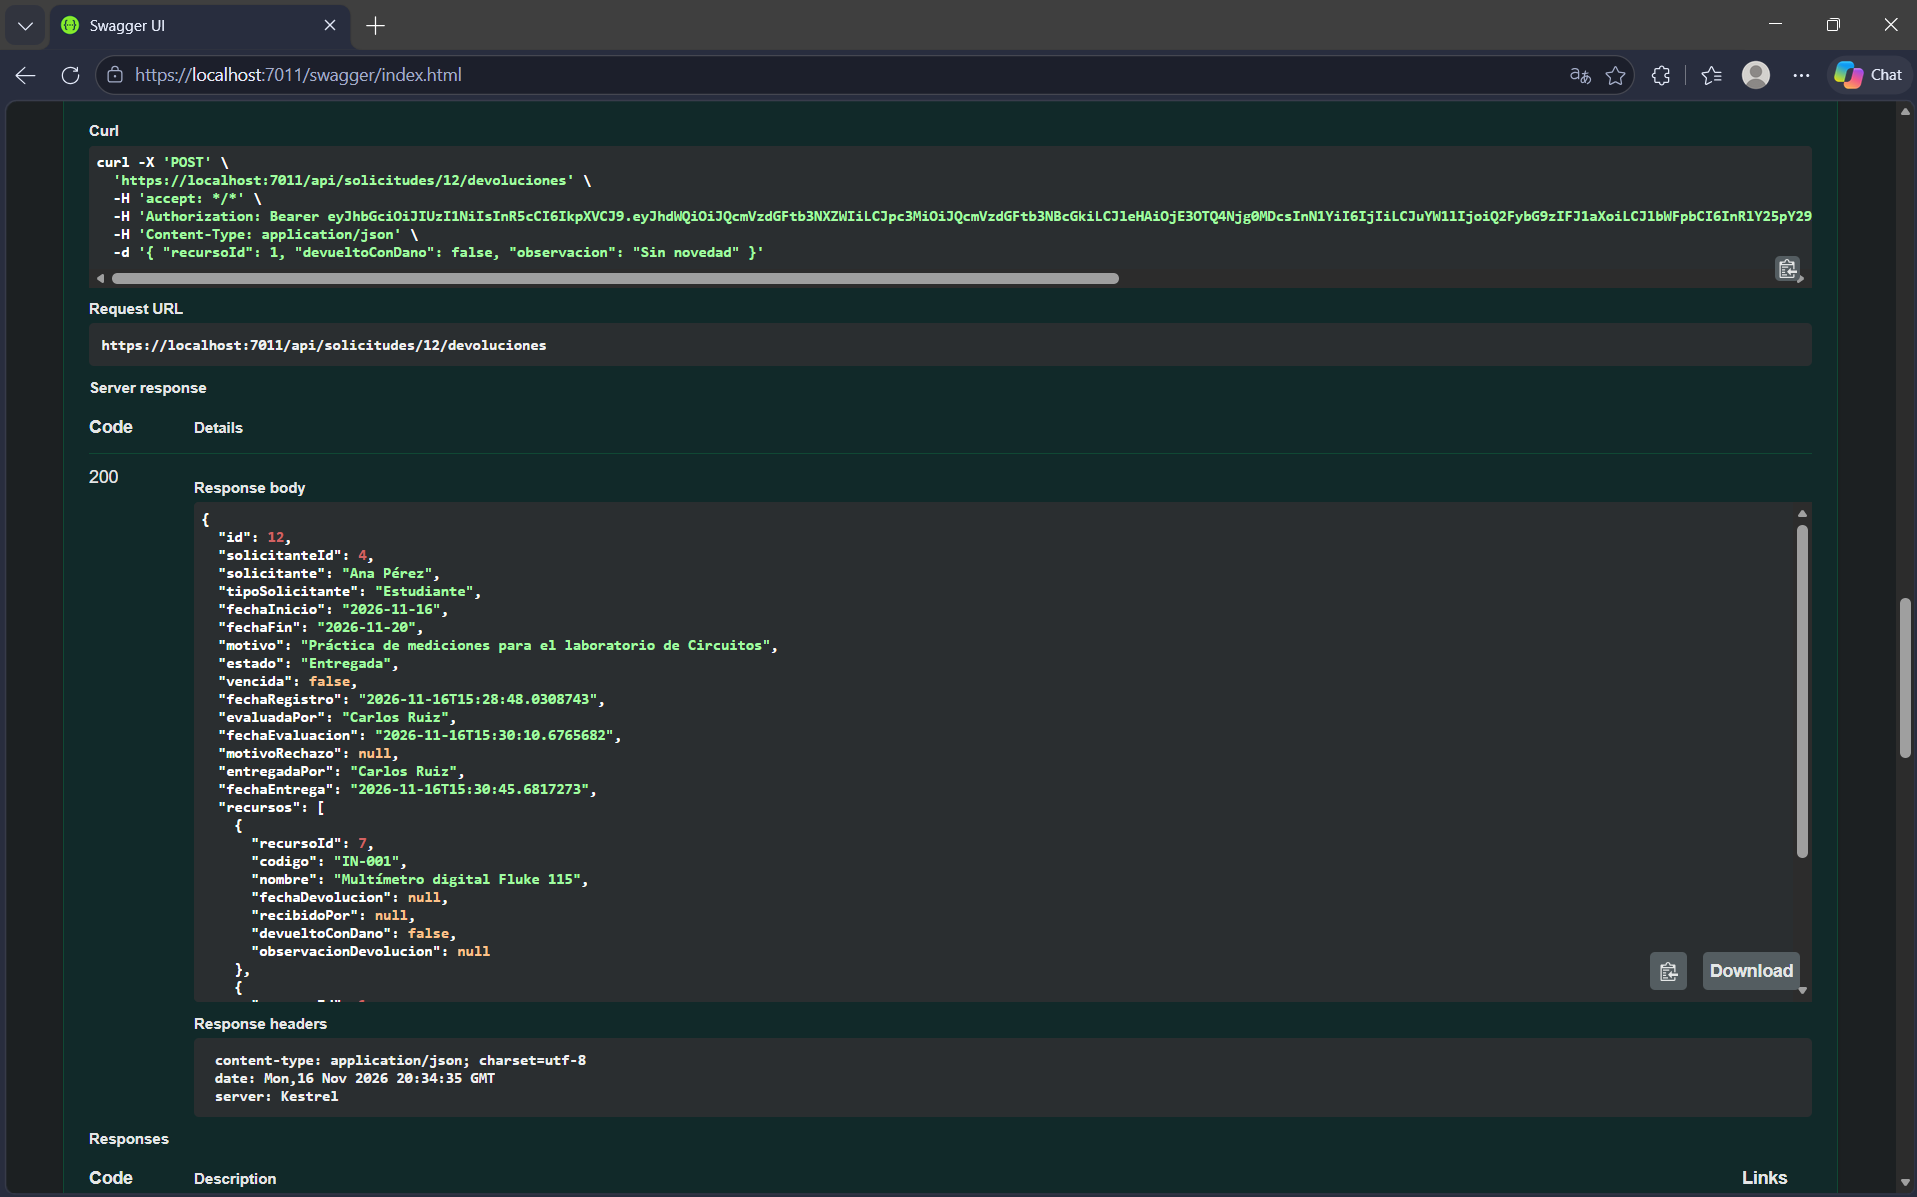 Swagger UI
https://localhost:7011/swagger/index.html
Chat
Curl
curl -X 'POST' \
'https://localhost:7011/api/solicitudes/12/devoluciones' \
-H 'accept: */*' \
-H 'Authorization: Bearer eyJhbGciOiJIUzI1NiIsInR5cCI6IkpXVCJ9.eyJhdWQiOiJQcmVzdGFtb3NXZWIiLCJpc3MiOiJQcmVzdGFtb3NBcGkiLCJleHAiOjE3OTQ4Njg0MDcsInN1YiI6IjIiLCJuYW1lIjoiQ2FybG9zIFJ1aXoiLCJlbWFpbCI6InRlY25pY29
-H 'Content-Type: application/json' \
-d '{ "recursoId": 1, "devueltoConDano": false, "observacion": "Sin novedad" }'
Request URL
https://localhost:7011/api/solicitudes/12/devoluciones
Server response
Code Details
200
Response body
{
"id": 12,
"solicitanteId": 4,
"solicitante": "Ana Pérez",
"tipoSolicitante": "Estudiante",
"fechaInicio": "2026-11-16",
"fechaFin": "2026-11-20",
"motivo": "Práctica de mediciones para el laboratorio de Circuitos",
"estado": "Entregada",
"vencida": false,
"fechaRegistro": "2026-11-16T15:28:48.0308743",
"evaluadaPor": "Carlos Ruiz",
"fechaEvaluacion": "2026-11-16T15:30:10.6765682",
"motivoRechazo": null,
"entregadaPor": "Carlos Ruiz",
"fechaEntrega": "2026-11-16T15:30:45.6817273",
"recursos": [
{
"recursoId": 7,
"codigo": "IN-001",
"nombre": "Multímetro digital Fluke 115",
"fechaDevolucion": null,
"recibidoPor": null,
"devueltoConDano": false,
"observacionDevolucion": null
},
{
Download
Response headers
content-type: application/json; charset=utf-8
date: Mon,16 Nov 2026 20:34:35 GMT
server: Kestrel
Responses
Code Description Links